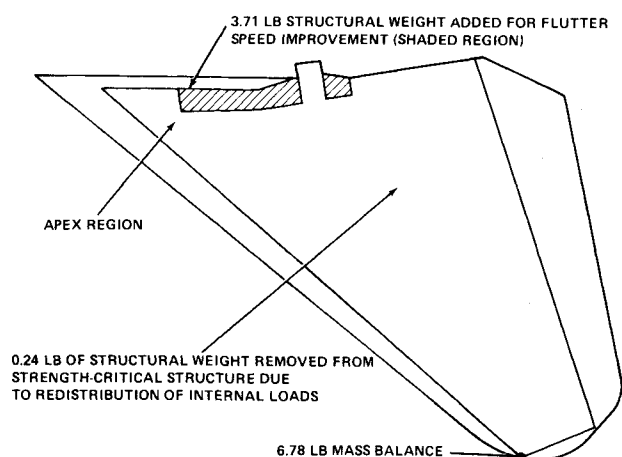 3.71 LB STRUCTURAL WEIGHT ADDED FOR FLUTTER
SPEED IMPROVEMENT (SHADED REGION)
APEX REGION
0.24 LB OF STRUCTURAL WEIGHT REMOVED FROM
STRENGTH-CRITICAL STRUCTURE DUE
TO REDISTRIBUTION OF INTERNAL LOADS
6.78 LB MASS BALANCE